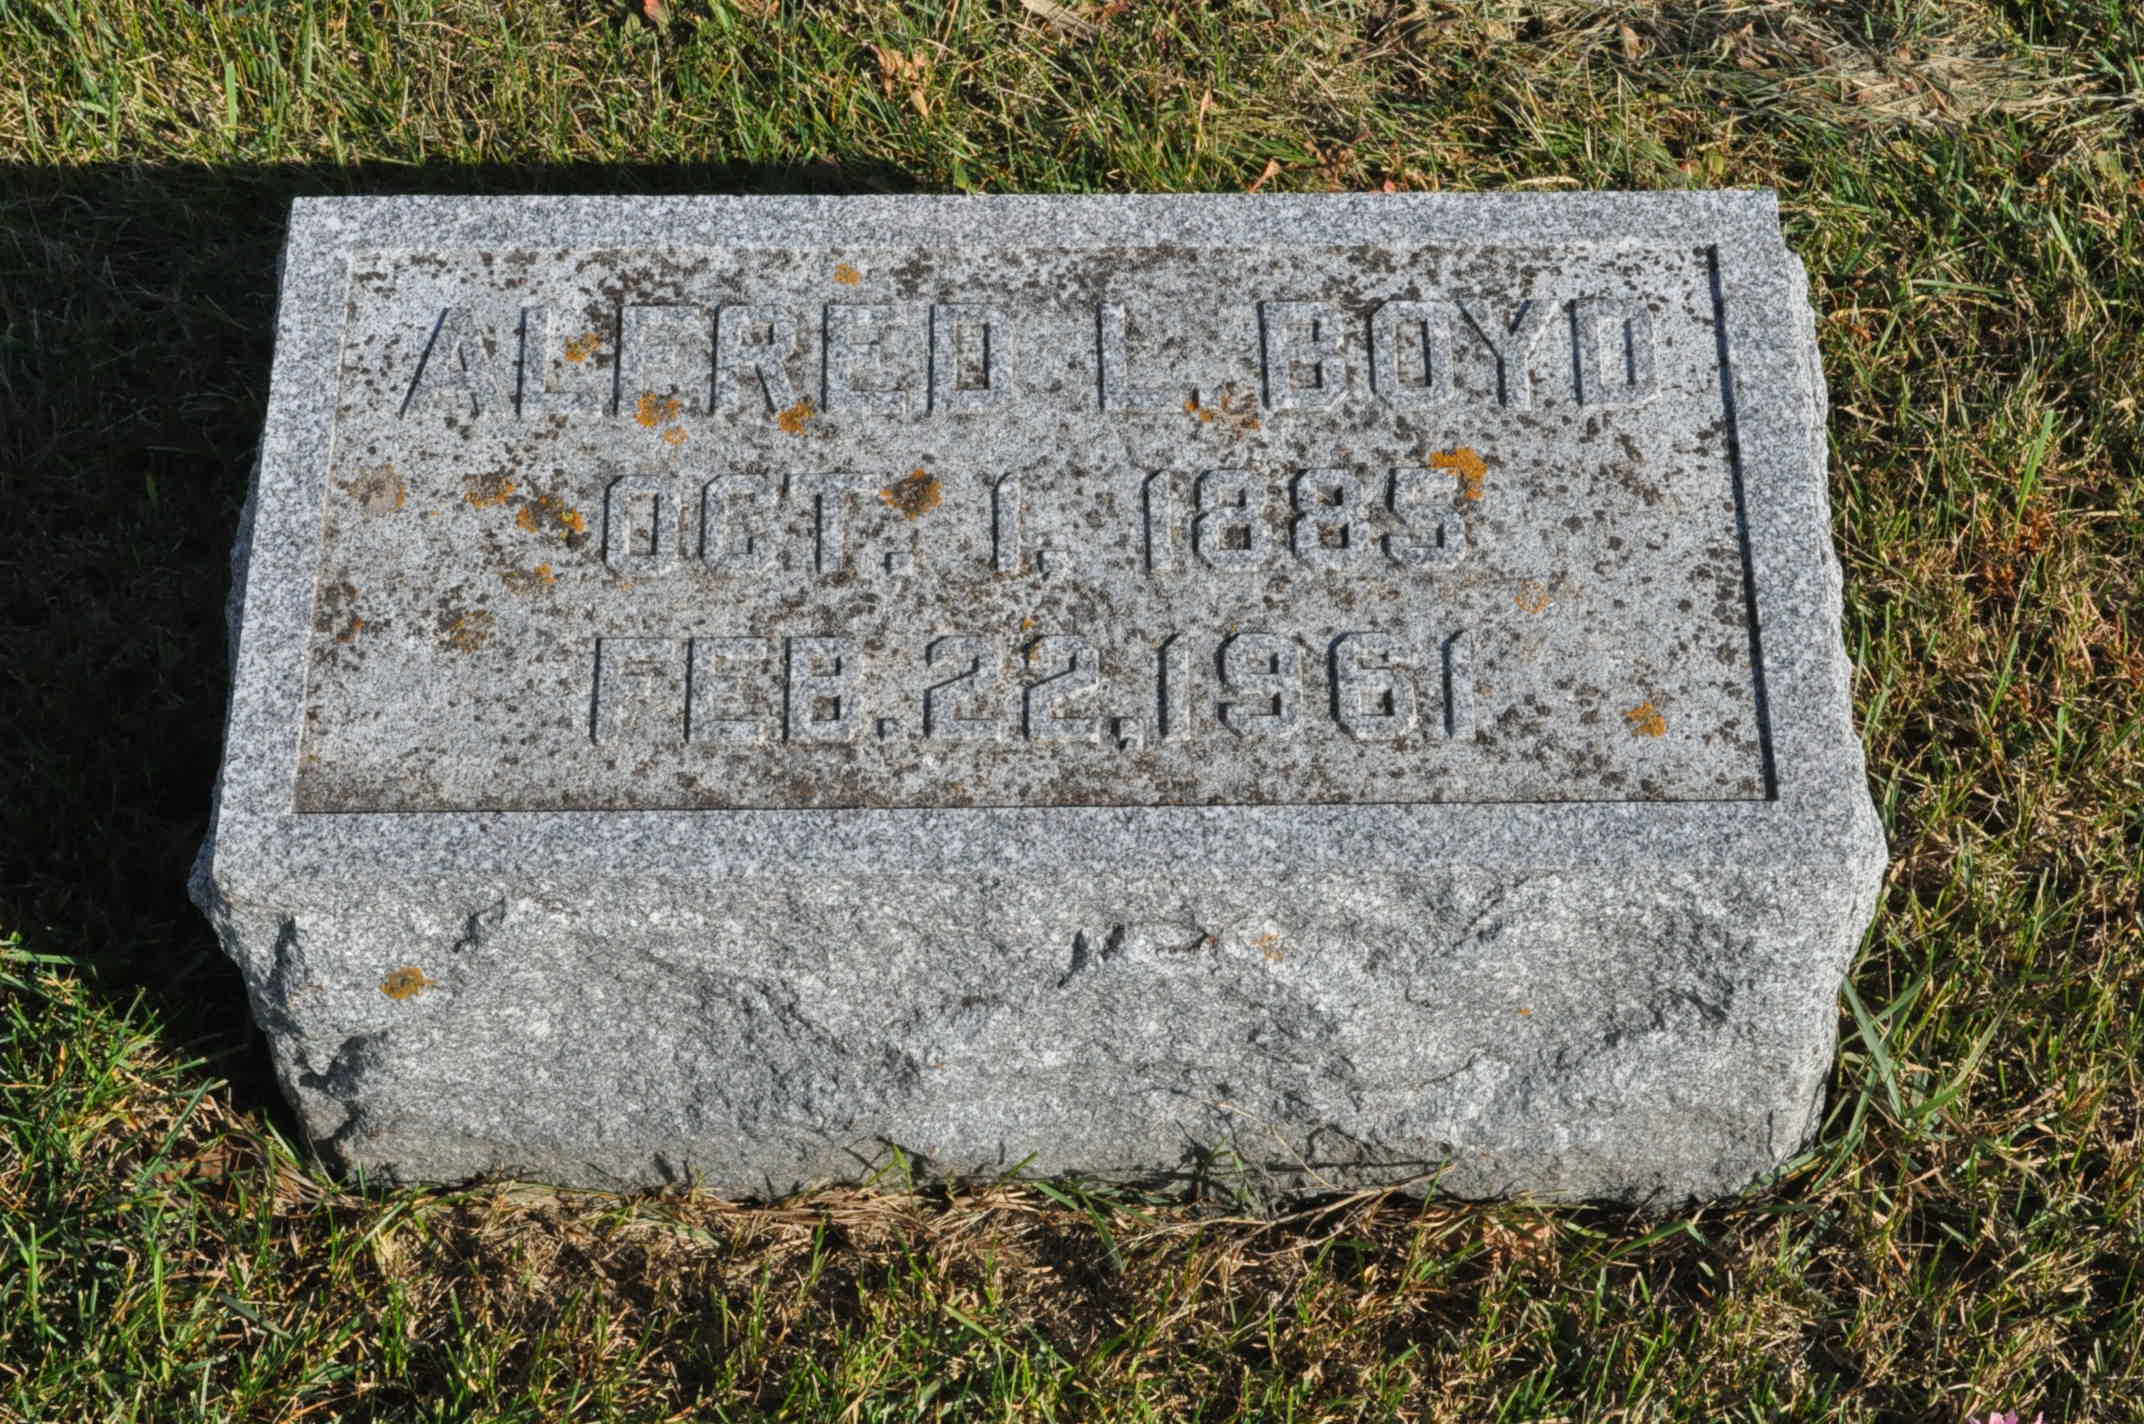 ALFRED L. BOYD
OCT. 1, 1885
FEB. 22, 1961